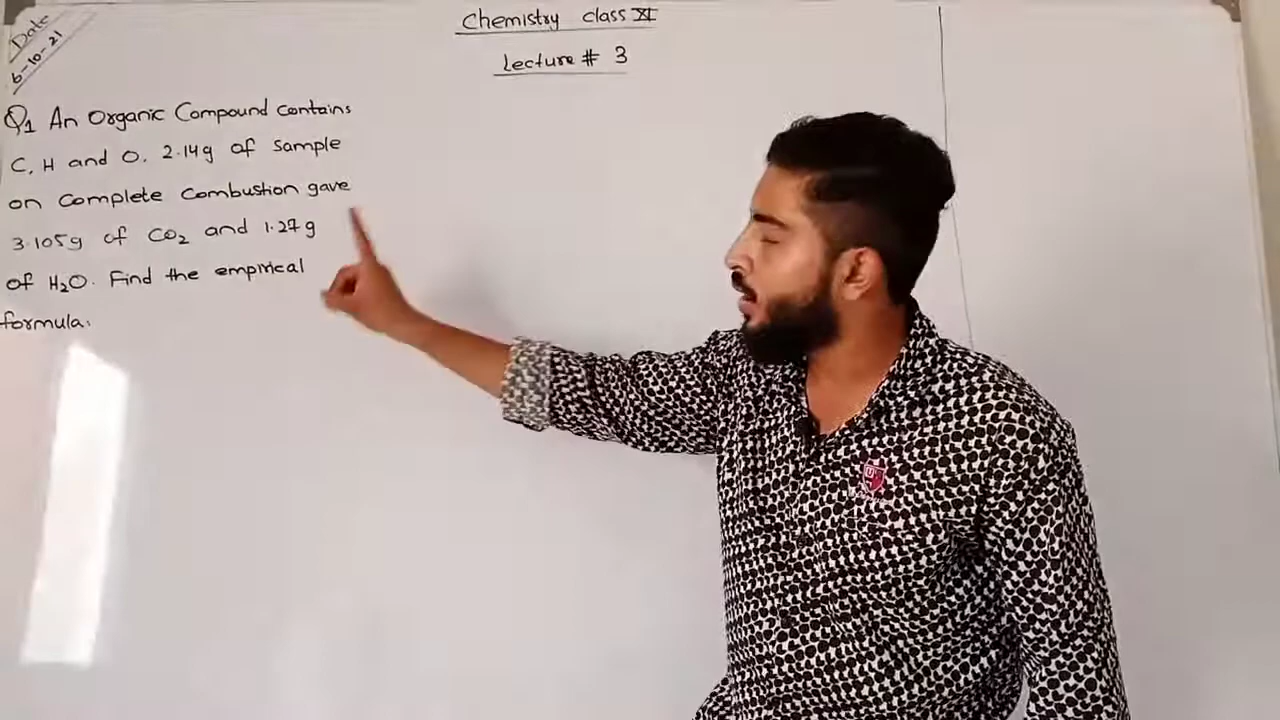 Date
6-10-21
Chemistry class XI
Lecture # 3
Q1 An Organic Compound contains
C, H and O. 2.14g of sample
on complete combustion gave
3.105g of CO2 and 1.27g
of H2O. Find the empirical
formula.